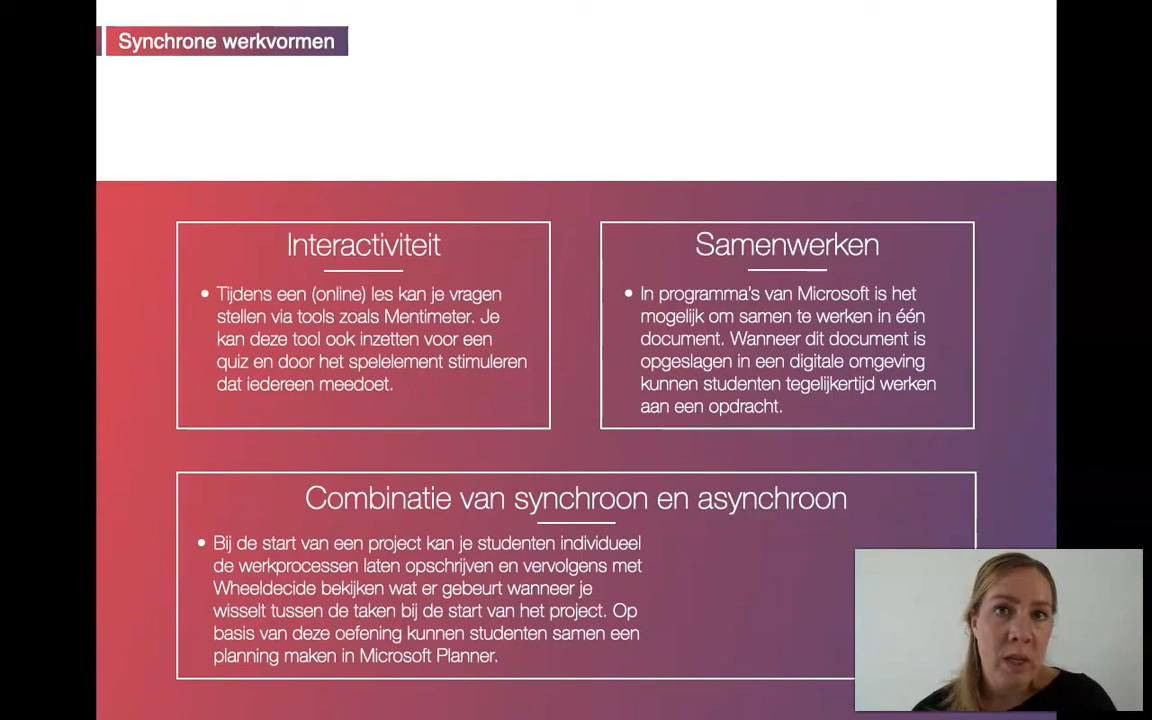 Synchrone werkvormen
Interactiviteit
• Tijdens een (online) les kan je vragen
stellen via tools zoals Mentimeter. Je
kan deze tool ook inzetten voor een
quiz en door het spelelement stimuleren
dat iedereen meedoet.
Samenwerken
• In programma's van Microsoft is het
mogelijk om samen te werken in één
document. Wanneer dit document is
opgeslagen in een digitale omgeving
kunnen studenten tegelijkertijd werken
aan een opdracht.
Combinatie van synchroon en asynchroon
• Bij de start van een project kan je studenten individueel
de werkprocessen laten opschrijven en vervolgens met
Wheeldecide bekijken wat er gebeurt wanneer je
wisselt tussen de taken bij de start van het project. Op
basis van deze oefening kunnen studenten samen een
planning maken in Microsoft Planner.